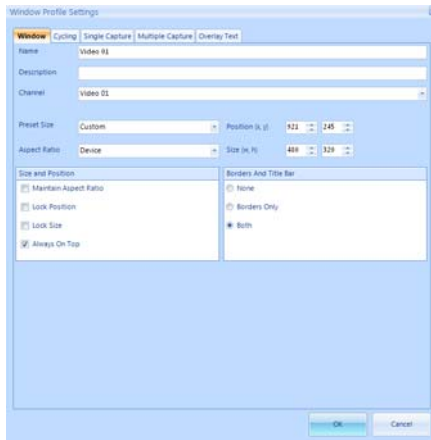 Window Profile Settings
Window Cycling Single Capture Multiple Capture Overlay Text
Name Video 01
Description
Channel Video 01
Preset Size Custom Position (x, y) 921 245
Aspect Ratio Device Size (w, h) 480 320
Size and Position Borders And Title Bar
Maintain Aspect Ratio None
Lock Position Borders Only
Lock Size Both
Always On Top
OK Cancel